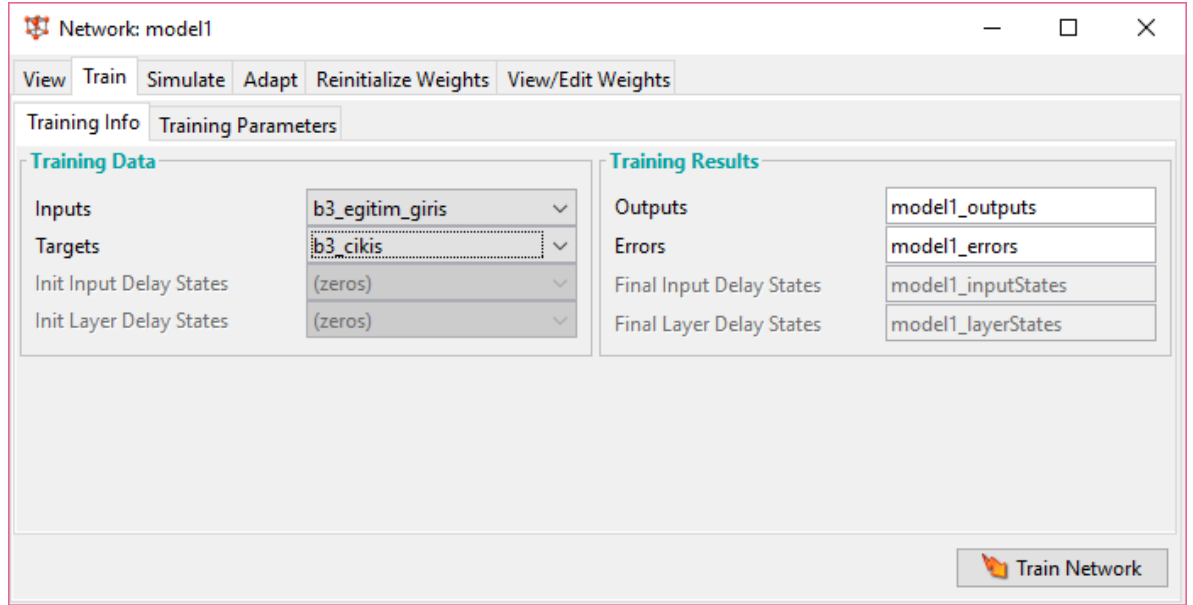 Network: model1
View Train Simulate Adapt Reinitialize Weights View/Edit Weights
Training Info Training Parameters
Training Data
Inputs b3_egitim_giris
Targets b3_cikis
Init Input Delay States (zeros)
Init Layer Delay States (zeros)
Training Results
Outputs model1_outputs
Errors model1_errors
Final Input Delay States model1_inputStates
Final Layer Delay States model1_layerStates
Train Network